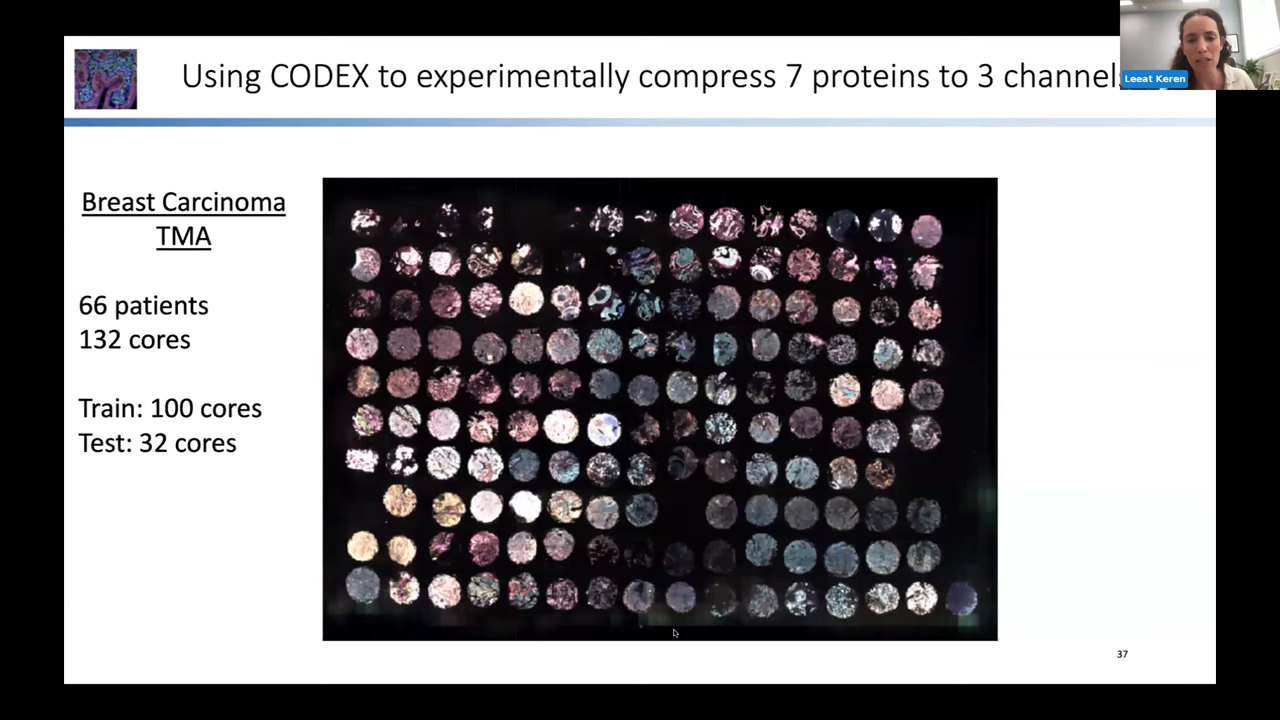 Using CODEX to experimentally compress 7 proteins to 3 channels
Leeat Keren
Breast Carcinoma
TMA
66 patients
132 cores
Train: 100 cores
Test: 32 cores
37